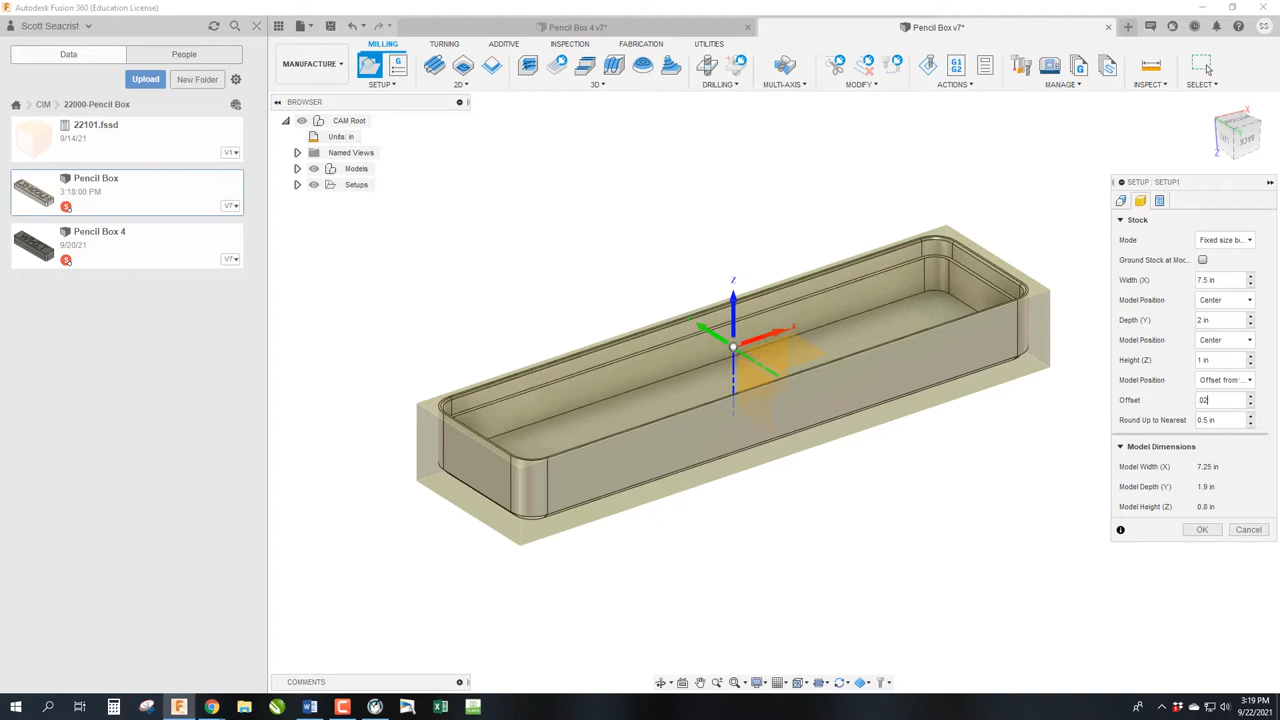 Autodesk Fusion 360 (Education License)
Scott Seacrist
Data
People
Upload
New Folder
CIM
22000-Pencil Box
22101.fssd
9/14/21
V1
Pencil Box
3:18:00 PM
V7
Pencil Box 4
9/20/21
V7
Pencil Box 4 v7*
Pencil Box v7*
SS
MILLING
TURNING
ADDITIVE
INSPECTION
FABRICATION
UTILITIES
MANUFACTURE
G1
G2
SETUP
2D
3D
DRILLING
MULTI-AXIS
MODIFY
ACTIONS
MANAGE
INSPECT
SELECT
BROWSER
CAM Root
Units: in
Named Views
Models
Setups
Z
X
X
Z
BACK
SETUP : SETUP1
Stock
Mode
Fixed size b...
Ground Stock at Moc...
Width (X)
7.5 in
Model Position
Center
Depth (Y)
2 in
Model Position
Center
Height (Z)
1 in
Model Position
Offset from ...
Offset
.02
Round Up to Nearest
0.5 in
Model Dimensions
Model Width (X)
7.25 in
Model Depth (Y)
1.9 in
Model Height (Z)
0.8 in
OK
Cancel
COMMENTS
3:19 PM
9/22/2021